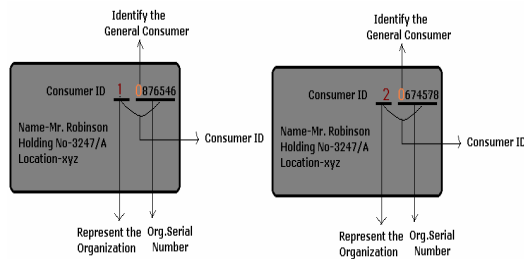 Identify the
General Consumer
Consumer ID 1 0876546
Name-Mr. Robinson
Holding No-3247/A
Location-xyz
Consumer ID
Represent the
Organization
Org.Serial
Number
Identify the
General Consumer
Consumer ID 2 0674578
Name-Mr. Robinson
Holding No-3247/A
Location-xyz
Consumer ID
Represent the
Organization
Org.Serial
Number